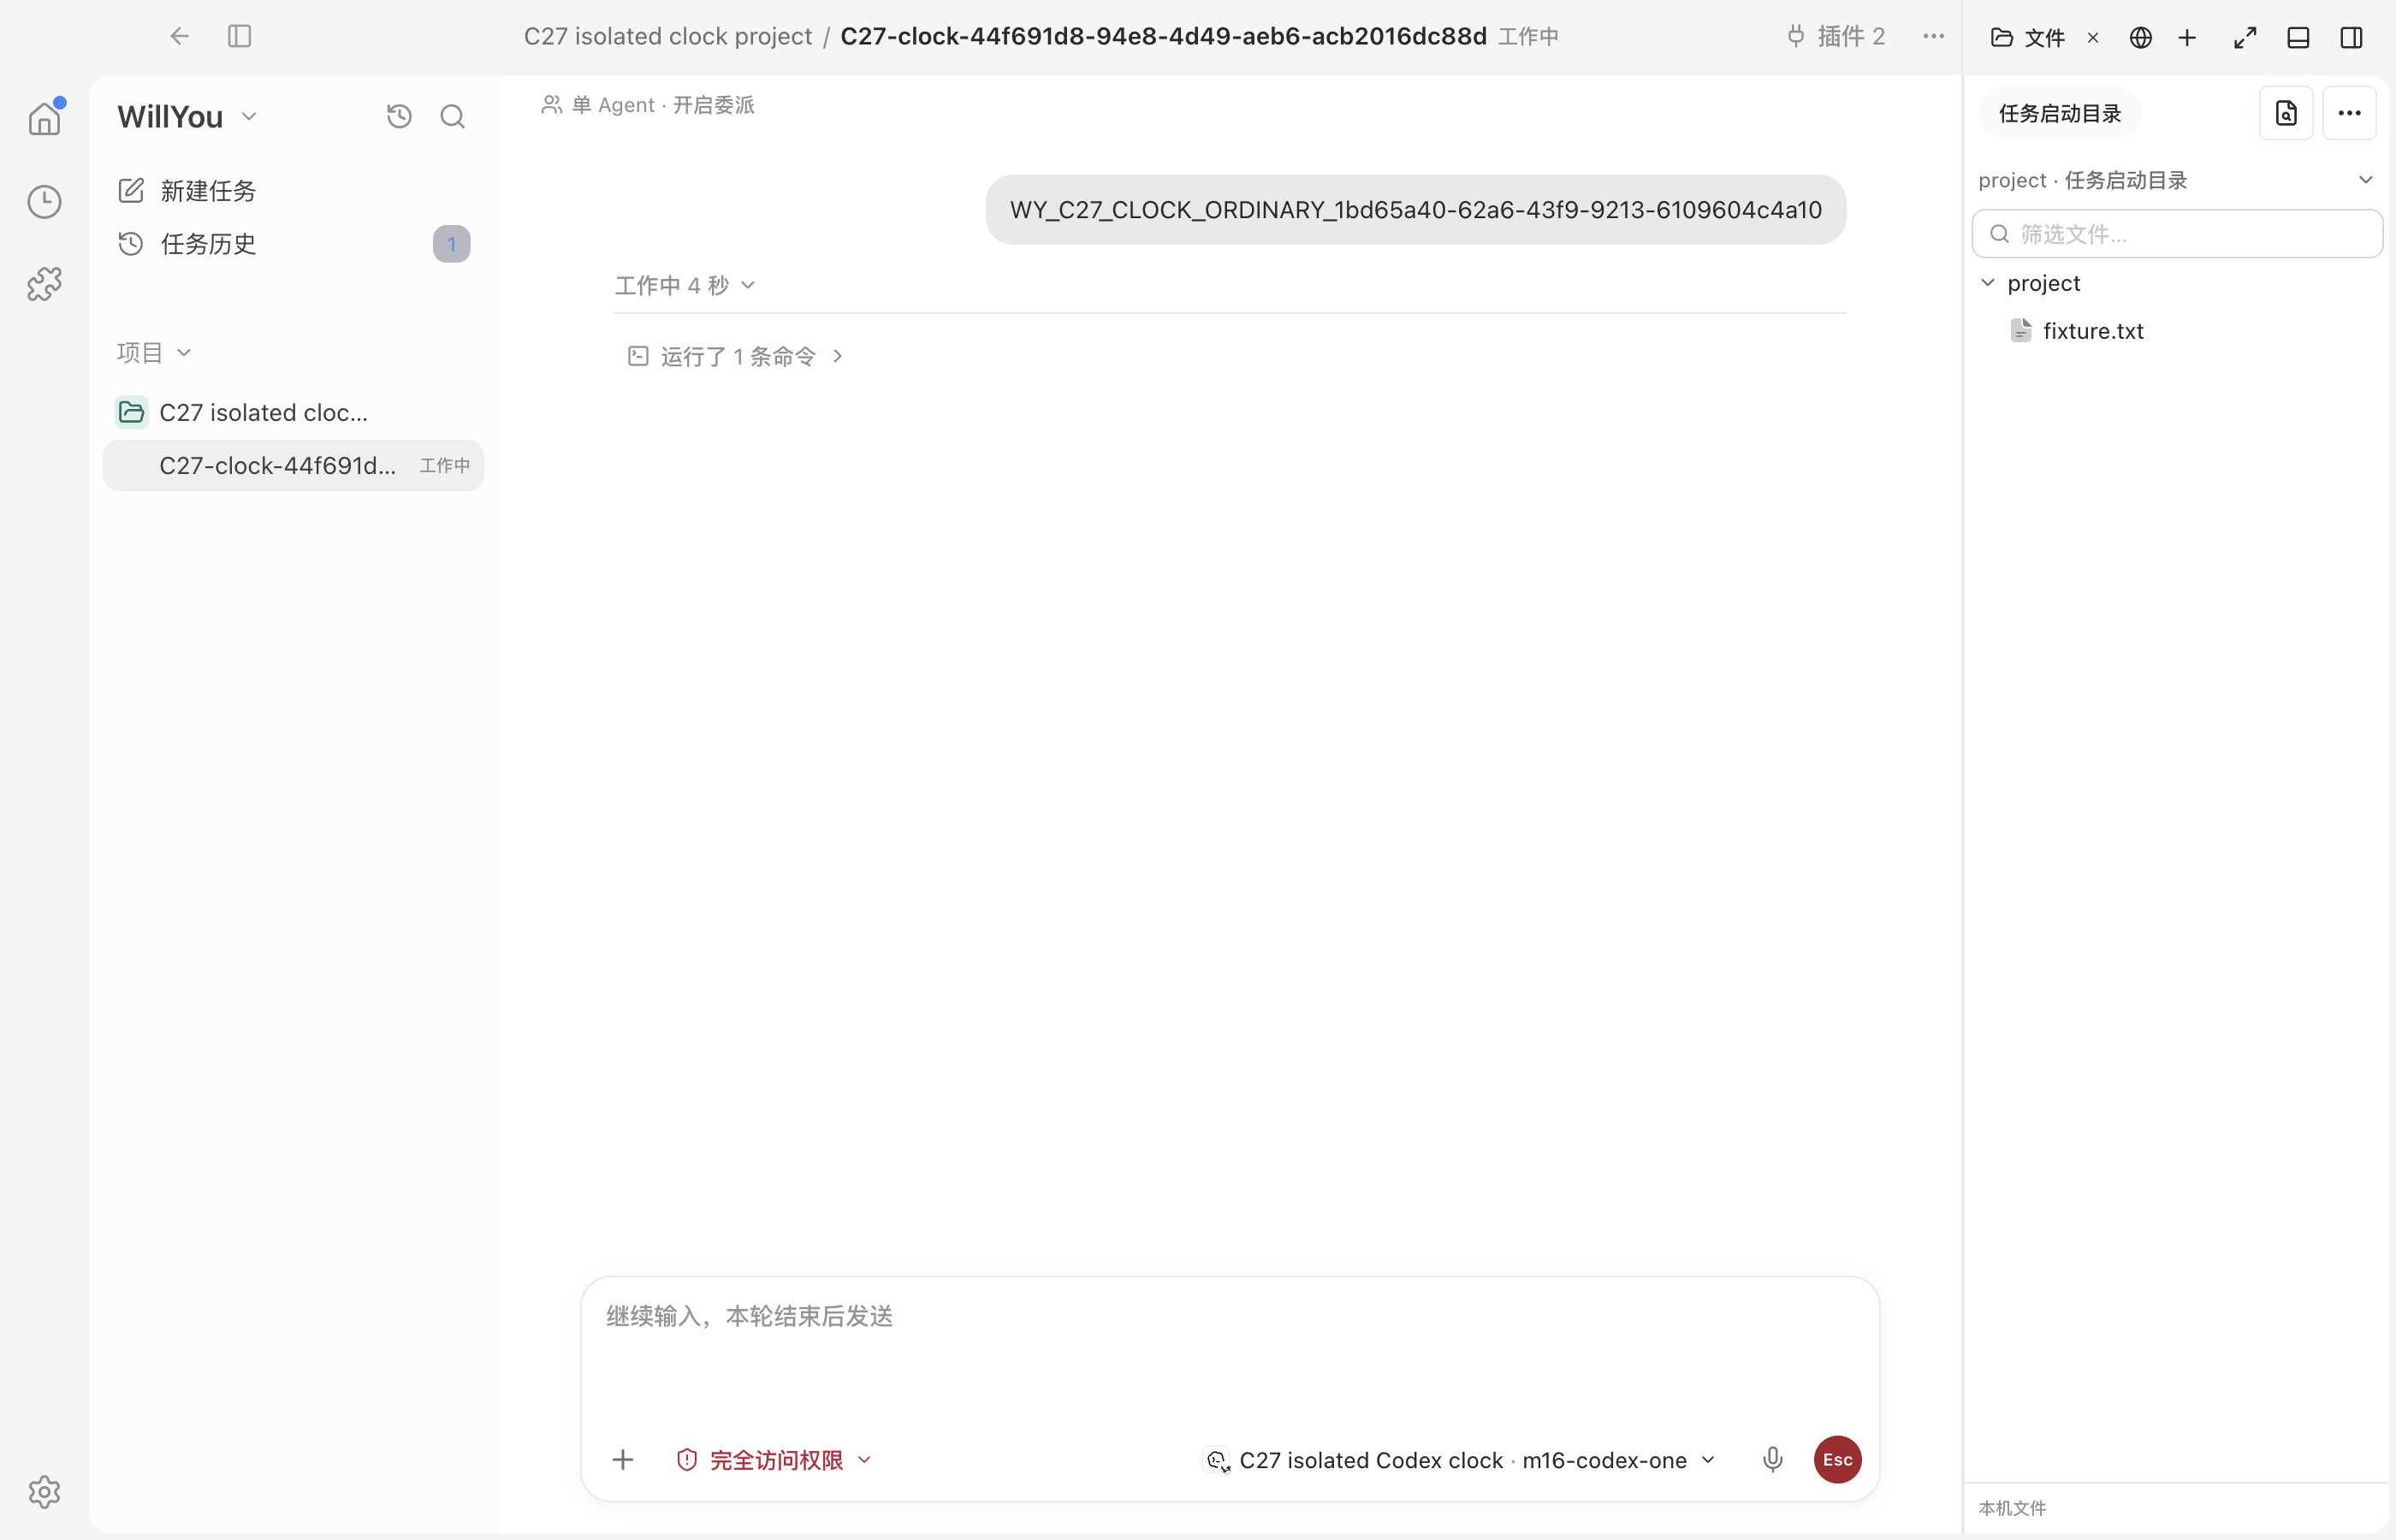 C27 isolated clock project / C27-clock-44f691d8-94e8-4d49-aeb6-acb2016dc88d 工作中
插件 2
文件
WillYou
新建任务
任务历史
1
项目
C27 isolated cloc...
C27-clock-44f691d... 工作中
单 Agent · 开启委派
WY_C27_CLOCK_ORDINARY_1bd65a40-62a6-43f9-9213-6109604c4a10
工作中 4 秒
运行了 1 条命令
继续输入，本轮结束后发送
完全访问权限
C27 isolated Codex clock · m16-codex-one
Esc
任务启动目录
project · 任务启动目录
筛选文件...
project
fixture.txt
本机文件